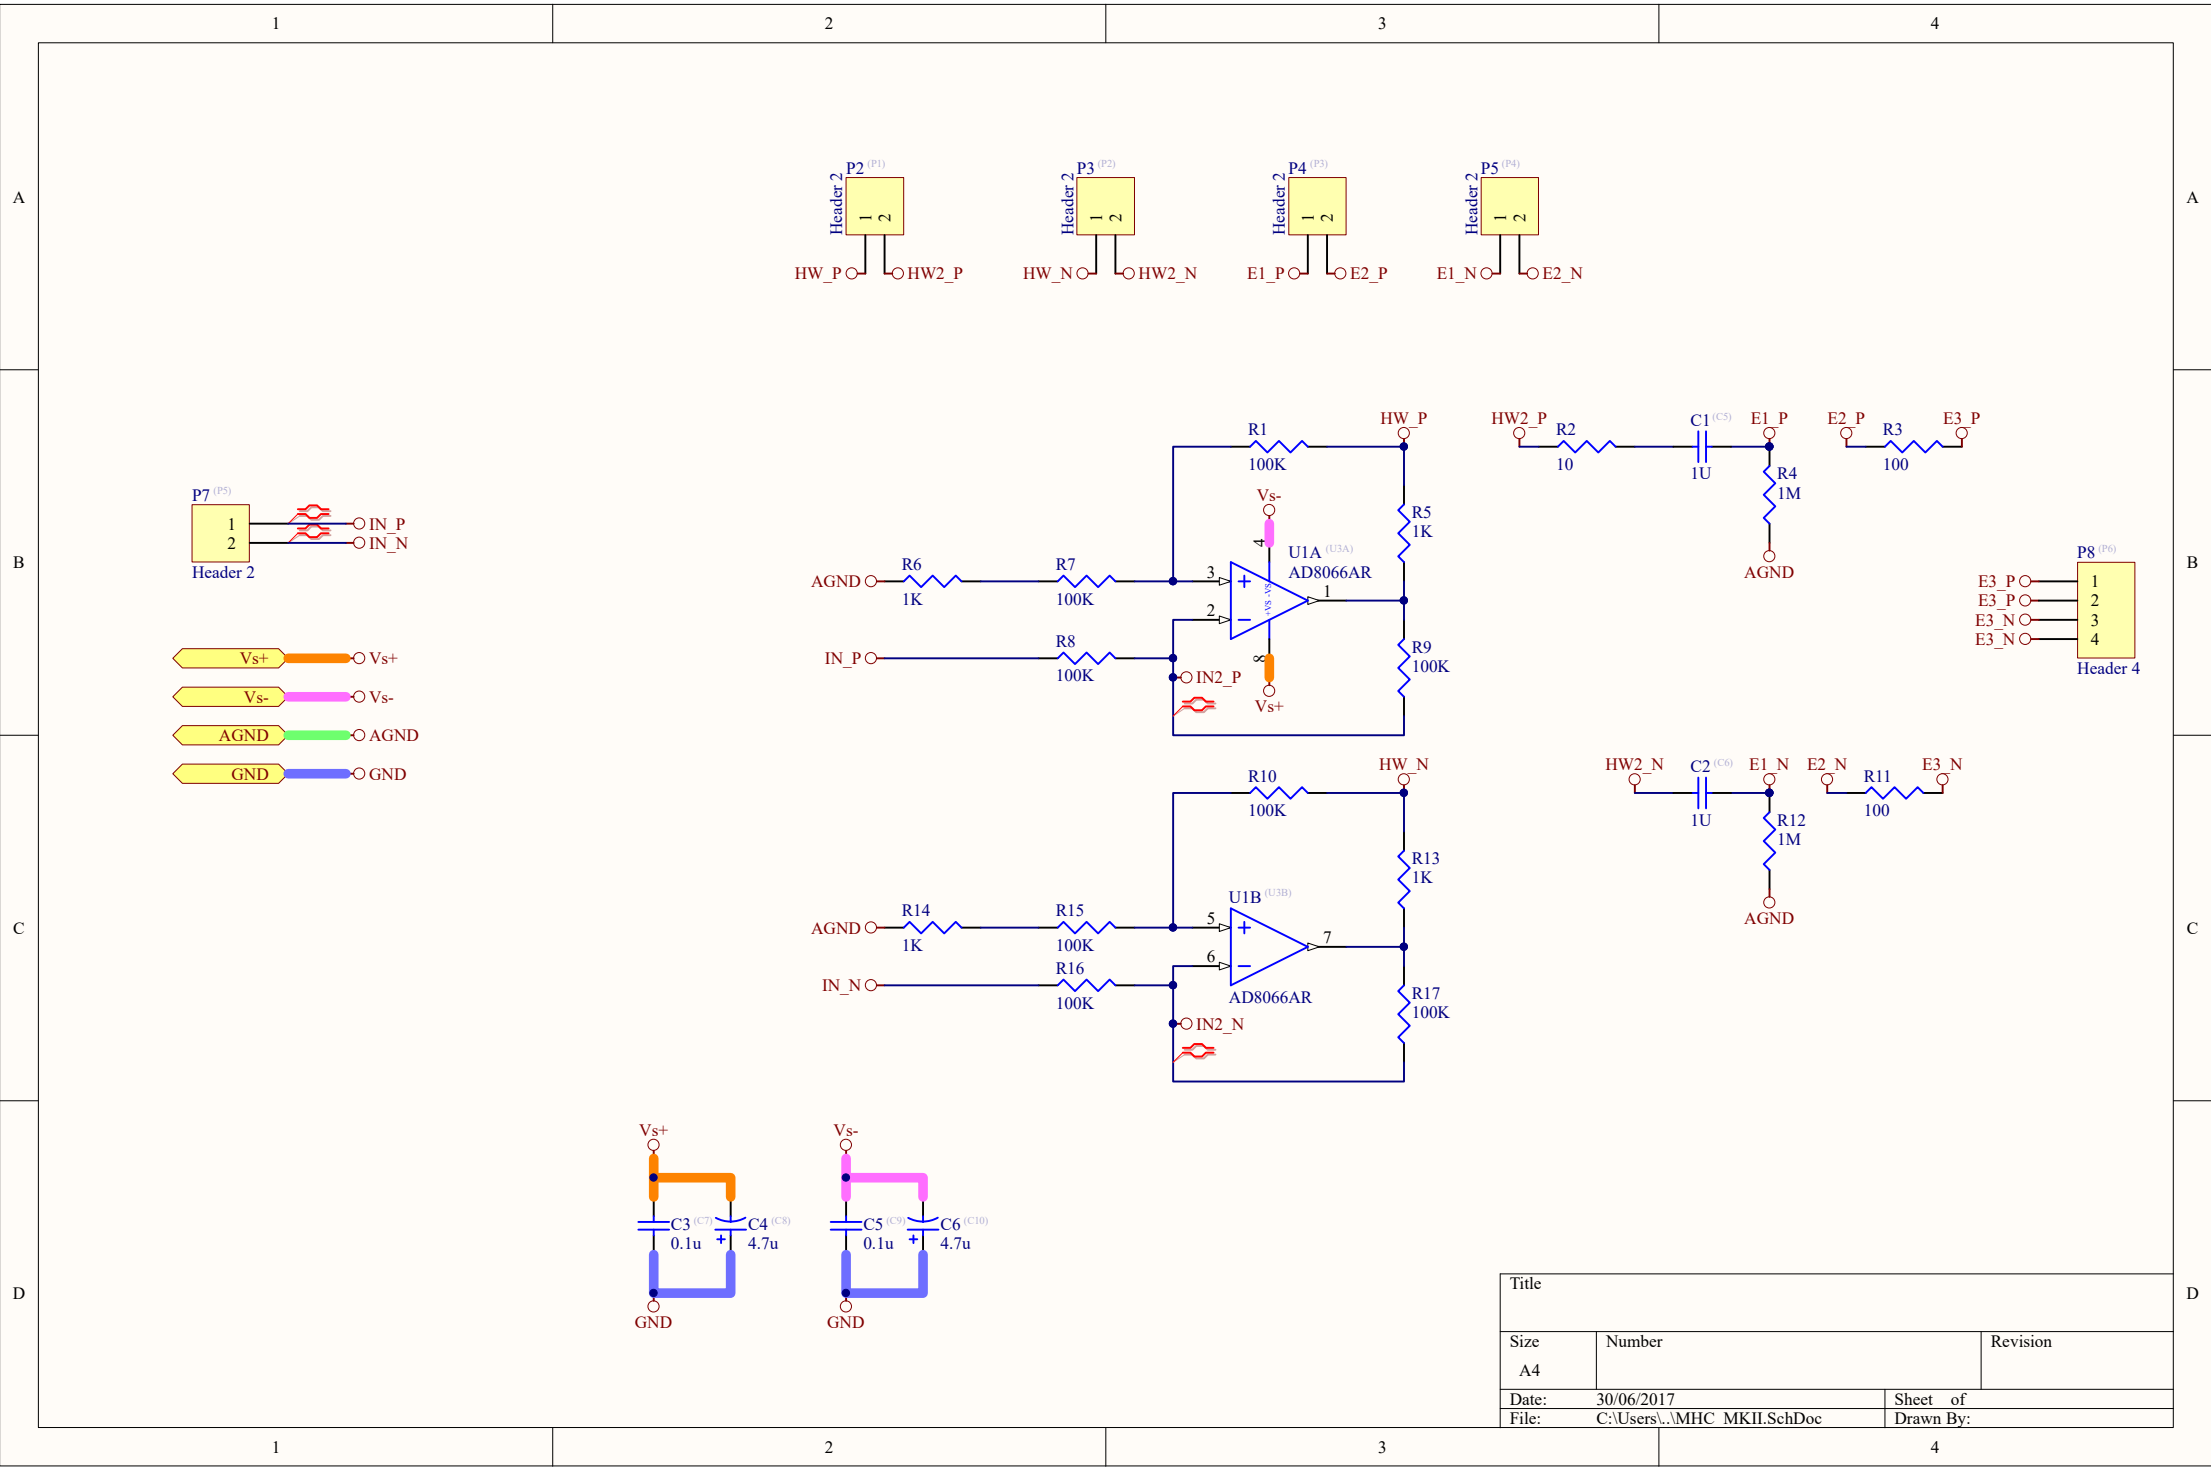 1 2 3 4
A A
P2 (P1) P3 (P2) P4 (P3) P5 (P4)
Header 2 Header 2 Header 2 Header 2
1 2 1 2 1 2 1 2
HW_P HW2_P HW_N HW2_N E1_P E2_P E1_N E2_N
B B
P7 (P5)
1 IN_P
2 IN_N
Header 2
Vs+ Vs+
Vs- Vs-
AGND AGND
GND GND
HW_P
R1
100K
Vs-
4
R5
1K
U1A (U3A)
AD8066AR
AGND R6 R7 3 1
1K 100K
+VS -VS
2
IN_P R8
100K
R9
100K
8
IN2_P
Vs+
HW2_P R2 C1 (C5) E1_P E2_P R3 E3_P
10 1U 100
R4
1M
AGND
P8 (P6)
E3_P 1
E3_P 2
E3_N 3
E3_N 4
Header 4
C C
HW_N
R10
100K
R13
1K
U1B (U3B)
AGND R14 R15 5 7
1K 100K
6
IN_N R16
100K
AD8066AR
R17
100K
IN2_N
HW2_N C2 (C6) E1_N E2_N R11 E3_N
1U 100
R12
1M
AGND
D D
Vs+ Vs-
C3 (C7) C4 (C8) C5 (C9) C6 (C10)
0.1u 4.7u 0.1u 4.7u
GND GND
Title
Size Number Revision
A4
Date: 30/06/2017 Sheet of
File: C:\Users\..\MHC_MKII.SchDoc Drawn By:
1 2 3 4